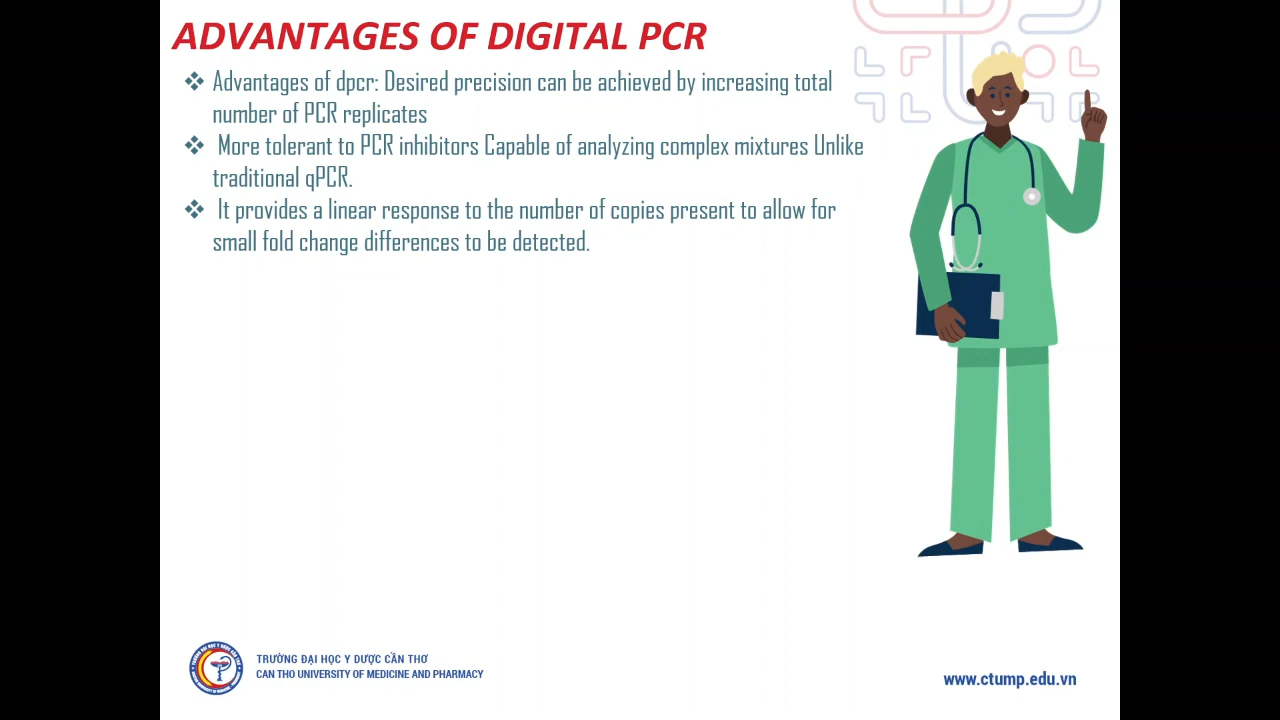 ADVANTAGES OF DIGITAL PCR
❖ Advantages of dpcr: Desired precision can be achieved by increasing total
number of PCR replicates
❖ More tolerant to PCR inhibitors Capable of analyzing complex mixtures Unlike
traditional qPCR.
❖ It provides a linear response to the number of copies present to allow for
small fold change differences to be detected.
TRƯỜNG ĐẠI HỌC Y DƯỢC CẦN THƠ
CAN THO UNIVERSITY OF MEDICINE AND PHARMACY
www.ctump.edu.vn